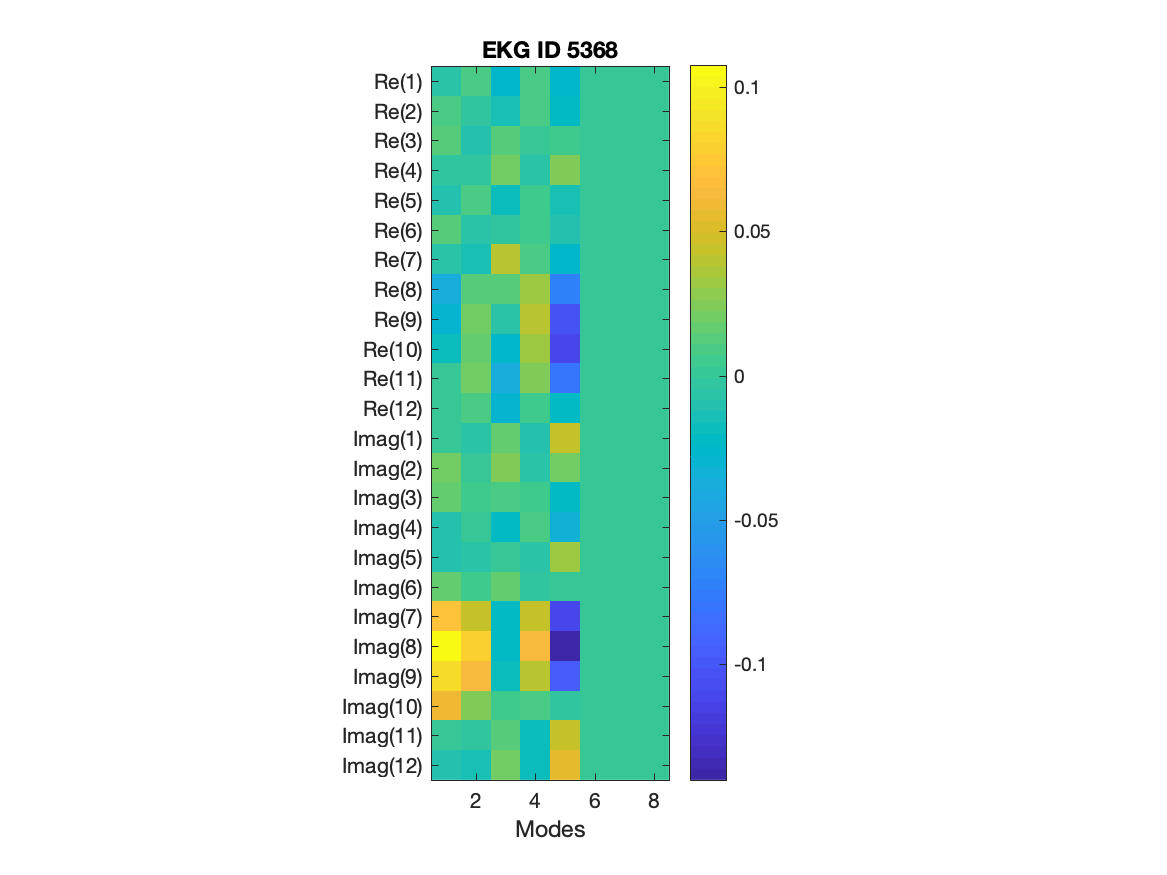 EKG ID 5368
Re(1)
Re(2)
Re(3)
Re(4)
Re(5)
Re(6)
Re(7)
Re(8)
Re(9)
Re(10)
Re(11)
Re(12)
Imag(1)
Imag(2)
Imag(3)
Imag(4)
Imag(5)
Imag(6)
Imag(7)
Imag(8)
Imag(9)
Imag(10)
Imag(11)
Imag(12)
2 4 6 8
Modes
0.1
0.05
0
-0.05
-0.1